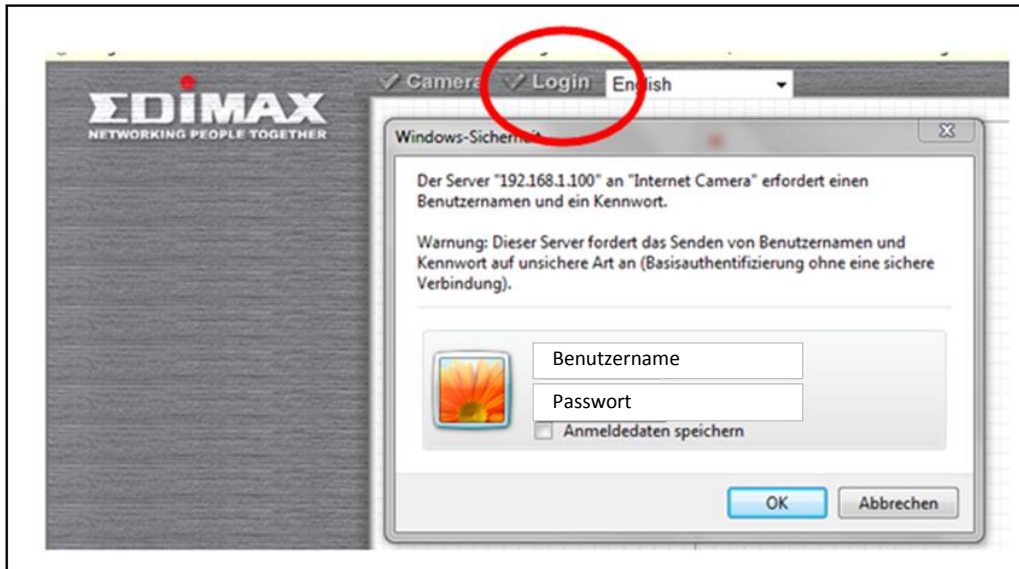 EDIMAX
NETWORKING PEOPLE TOGETHER
Camera Login English
Windows-Sicherheit
Der Server "192.168.1.100" an "Internet Camera" erfordert einen
Benutzernamen und ein Kennwort.
Warnung: Dieser Server fordert das Senden von Benutzernamen und
Kennwort auf unsichere Art an (Basisauthentifizierung ohne eine sichere
Verbindung).
Benutzername
Passwort
Anmeldedaten speichern
OK Abbrechen